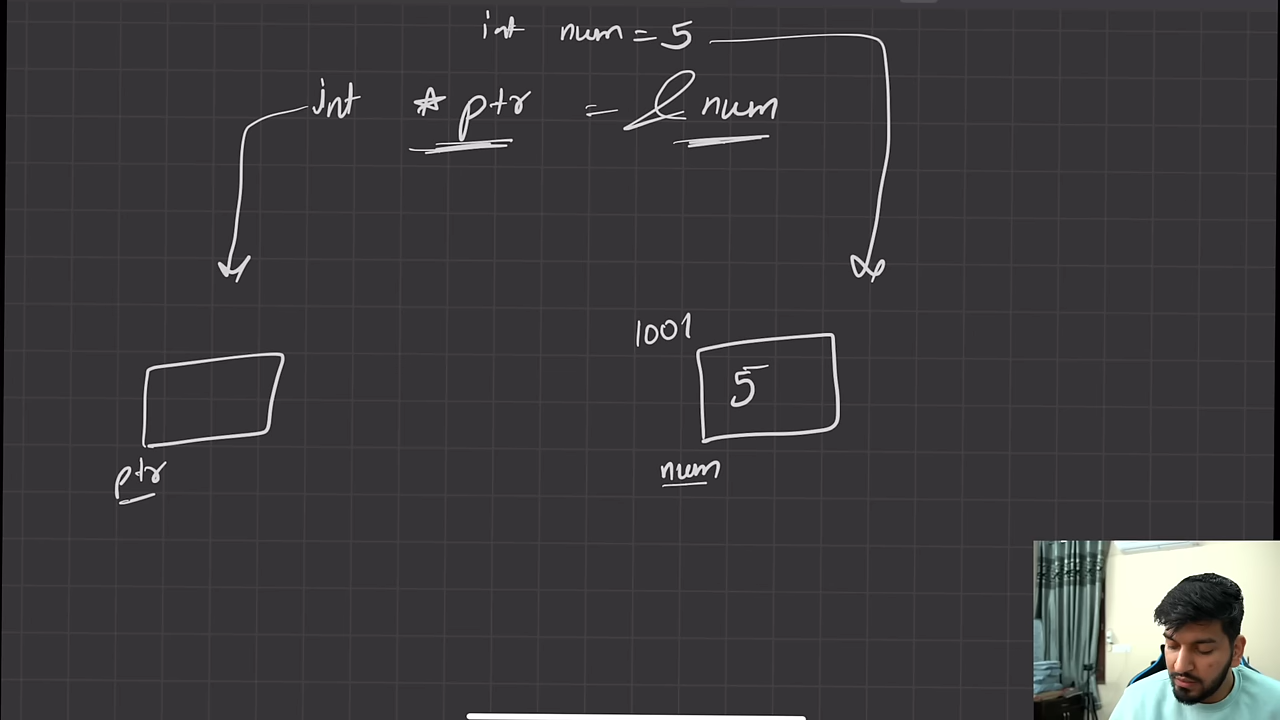 int num = 5
int *ptr = &num
1001
5
ptr
num